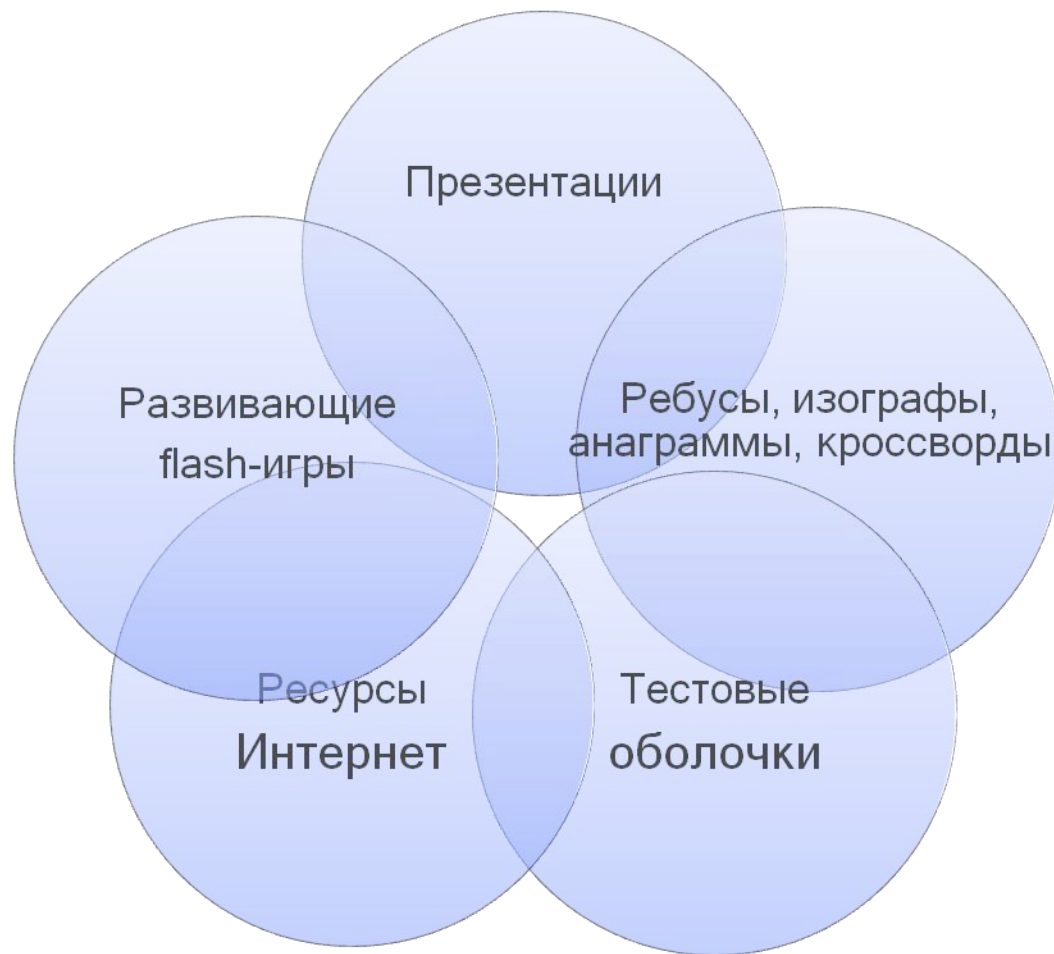 Презентации
Развивающие
flash-игры
Ребусы, изографы,
анаграммы, кроссворды
Ресурсы
Интернет
Тестовые
оболочки